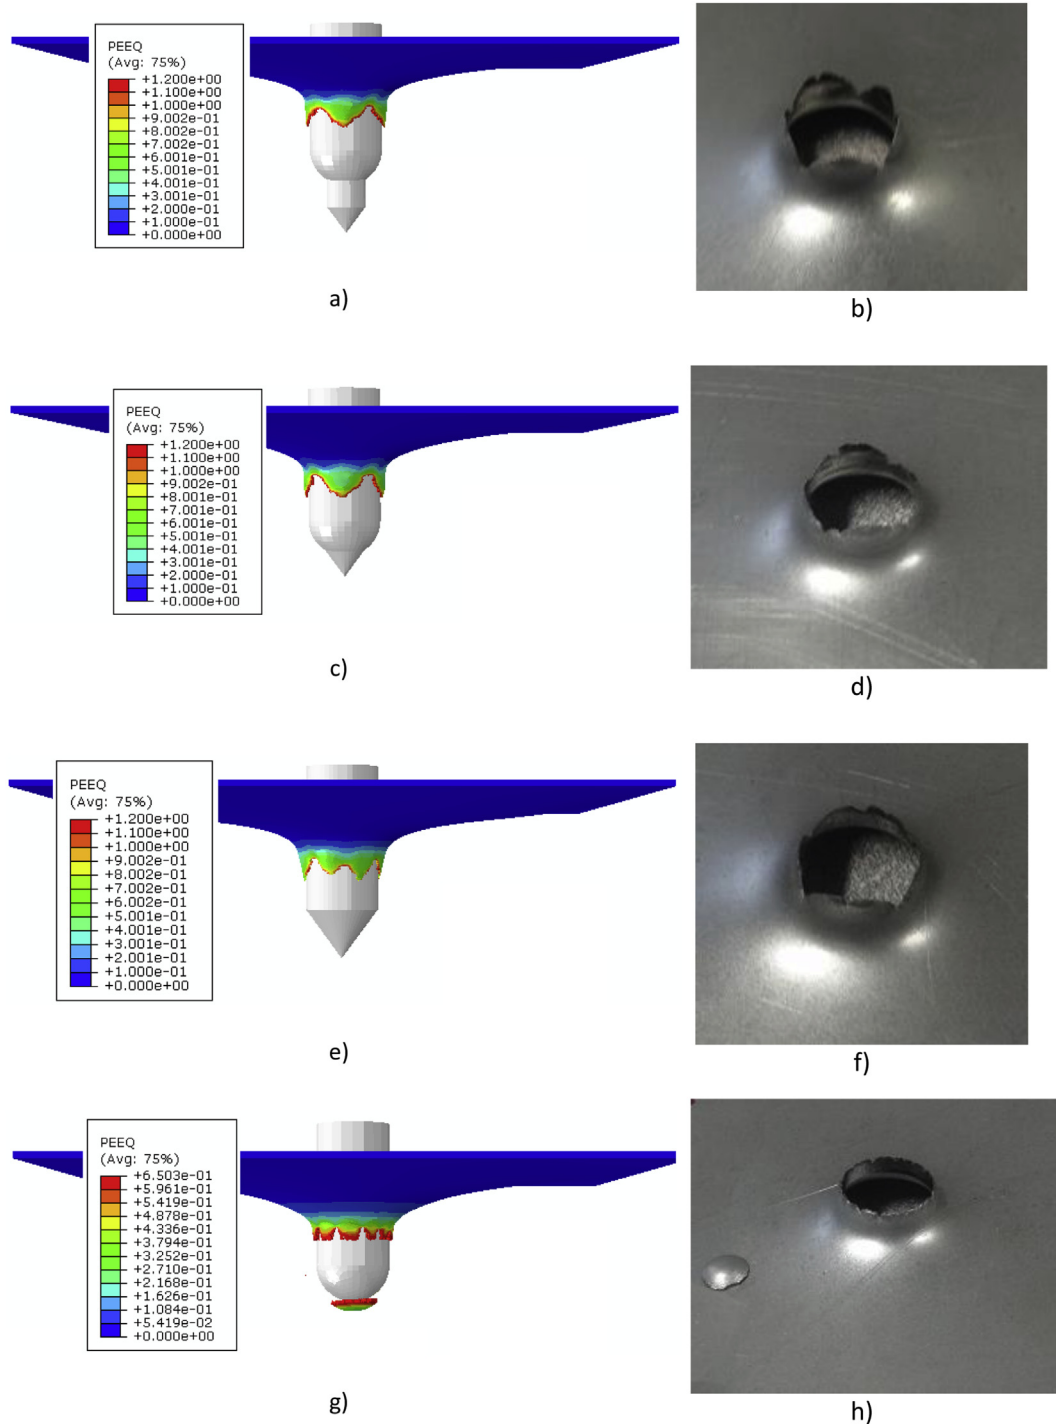 PEEQ
(Avg: 75%)
+1.200e+00
+1.100e+00
+1.000e+00
+9.002e-01
+8.002e-01
+7.002e-01
+6.001e-01
+5.001e-01
+4.001e-01
+3.001e-01
+2.000e-01
+1.000e-01
+0.000e+00
a)
b)
PEEQ
(Avg: 75%)
+1.200e+00
+1.100e+00
+1.000e+00
+9.002e-01
+8.001e-01
+7.001e-01
+6.001e-01
+5.001e-01
+4.001e-01
+3.001e-01
+2.000e-01
+1.000e-01
+0.000e+00
c)
d)
PEEQ
(Avg: 75%)
+1.200e+00
+1.100e+00
+1.000e+00
+9.002e-01
+8.002e-01
+7.002e-01
+6.002e-01
+5.001e-01
+4.001e-01
+3.001e-01
+2.001e-01
+1.000e-01
+0.000e+00
e)
f)
PEEQ
(Avg: 75%)
+6.503e-01
+5.961e-01
+5.419e-01
+4.878e-01
+4.336e-01
+3.794e-01
+3.252e-01
+2.710e-01
+2.168e-01
+1.626e-01
+1.084e-01
+5.419e-02
+0.000e+00
g)
h)